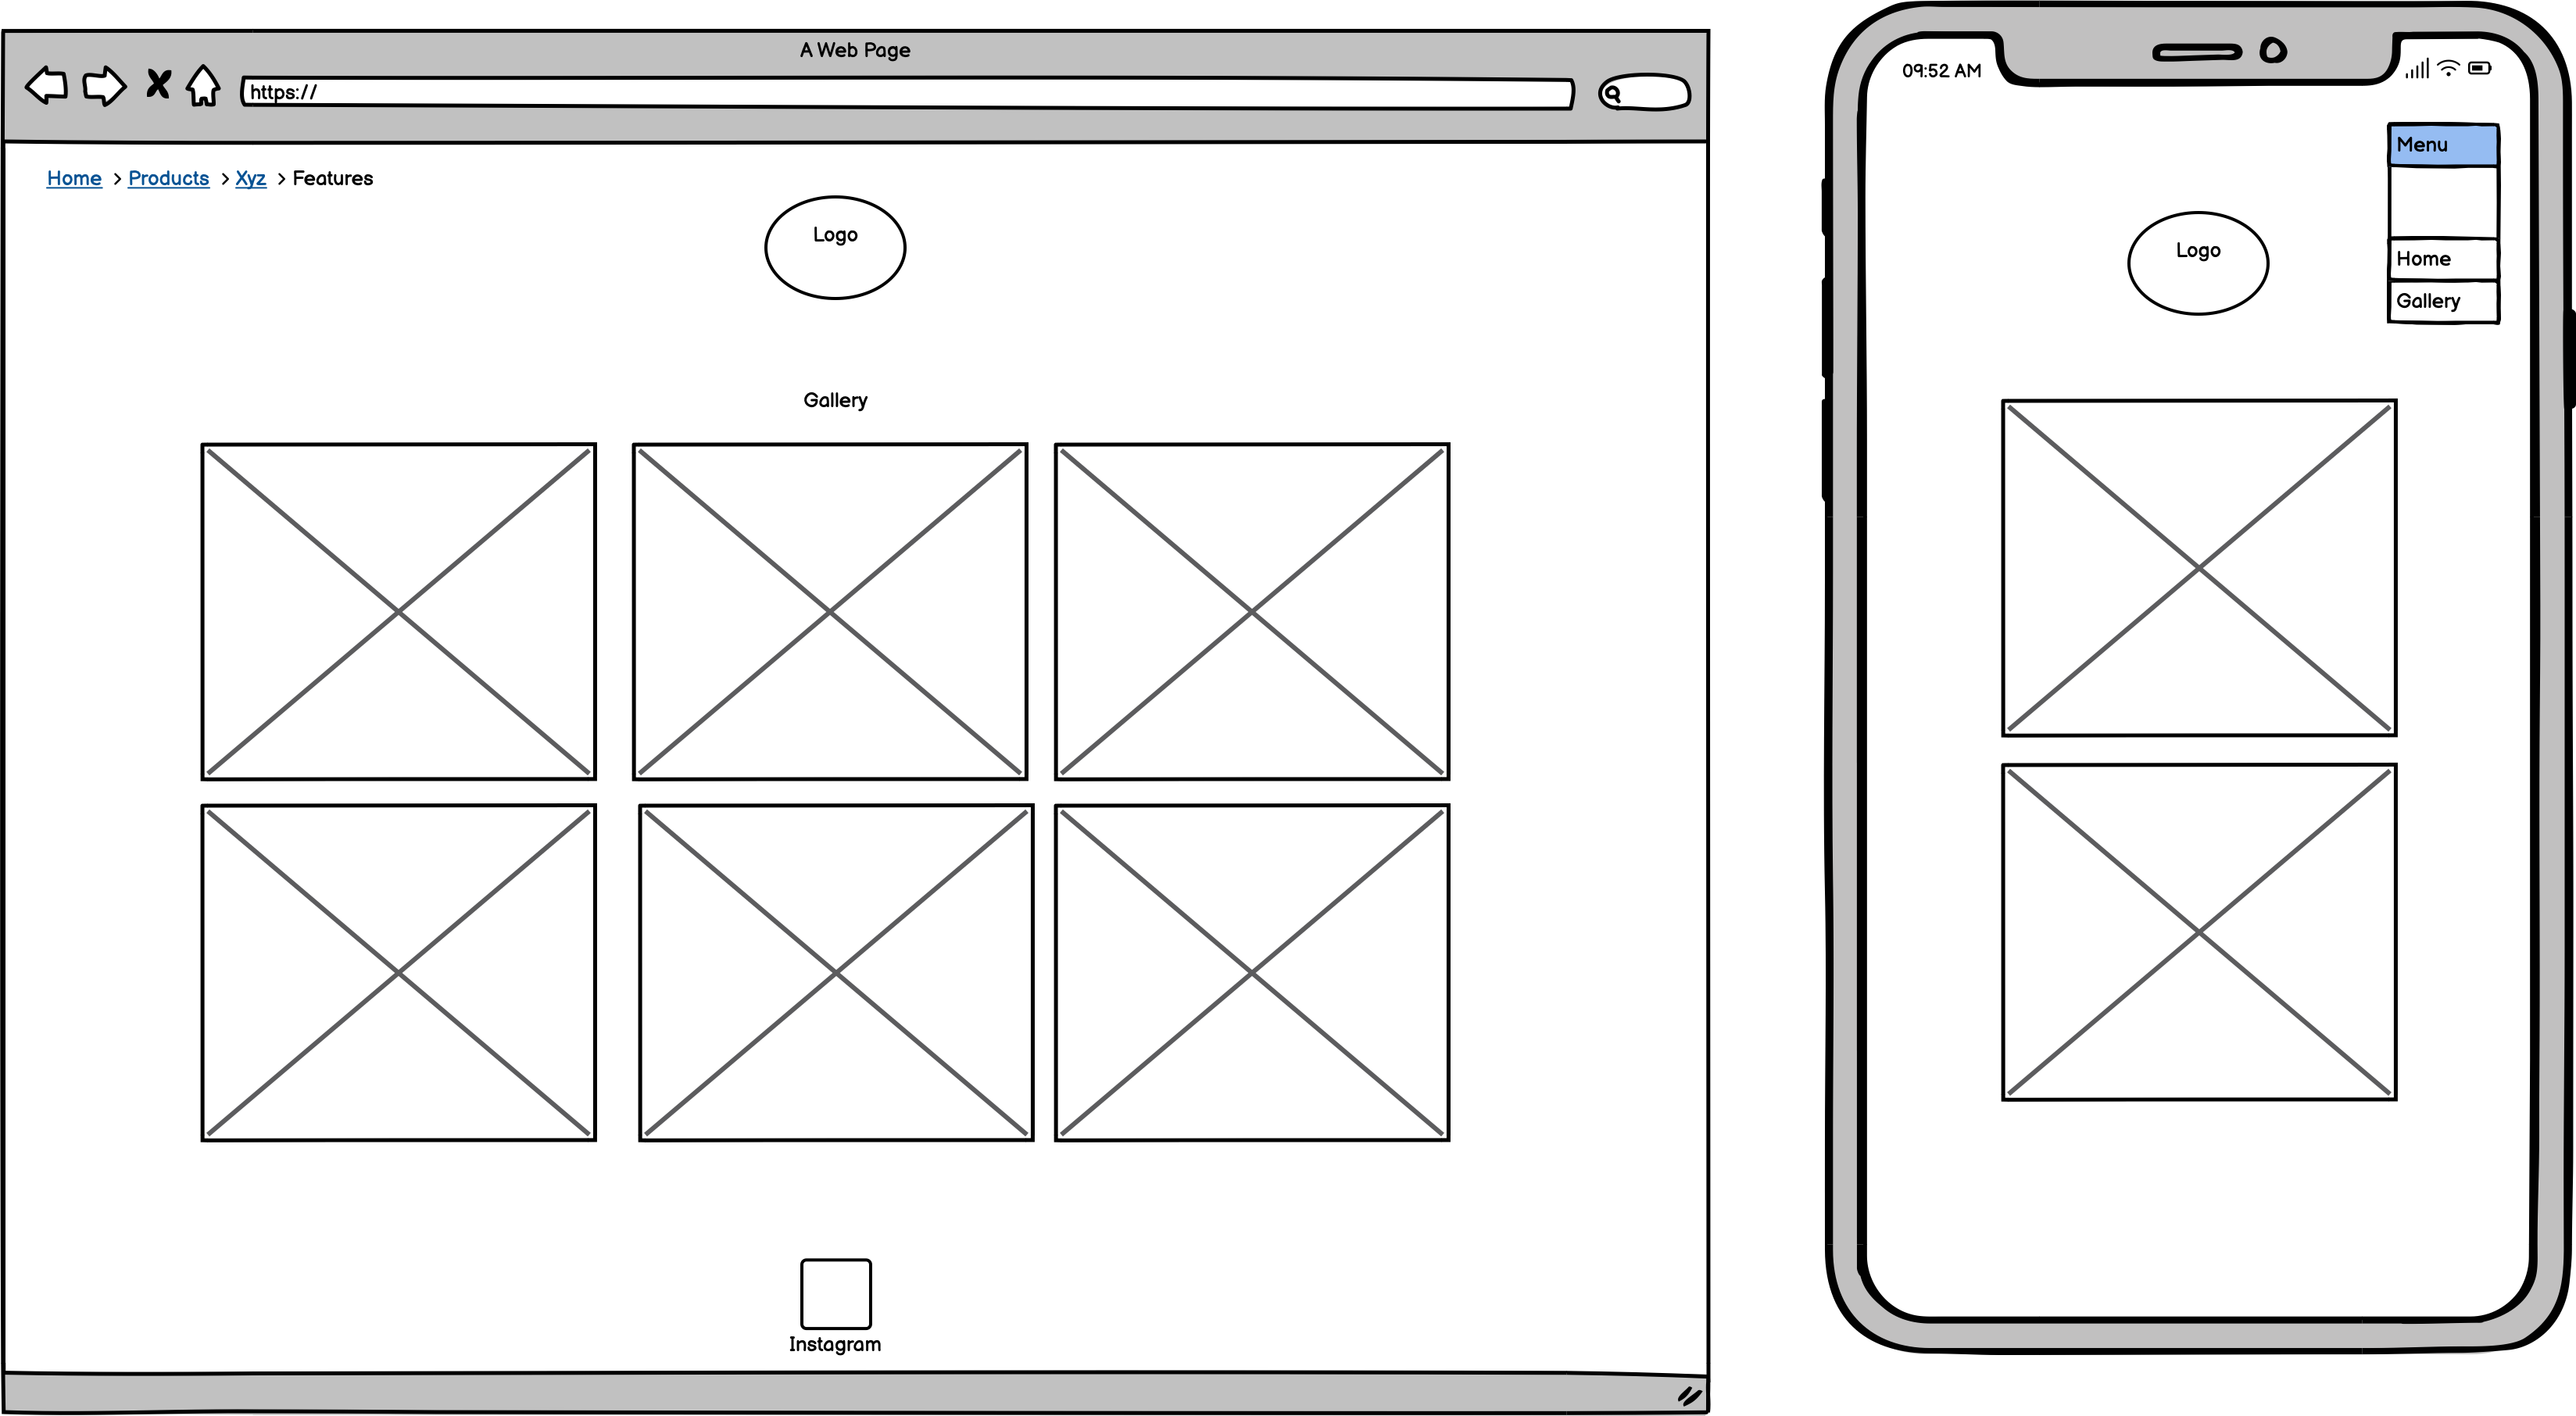 A Web Page
https://
Home > Products > Xyz > Features
Logo
Gallery
Instagram
09:52 AM
Menu
Logo
Home
Gallery